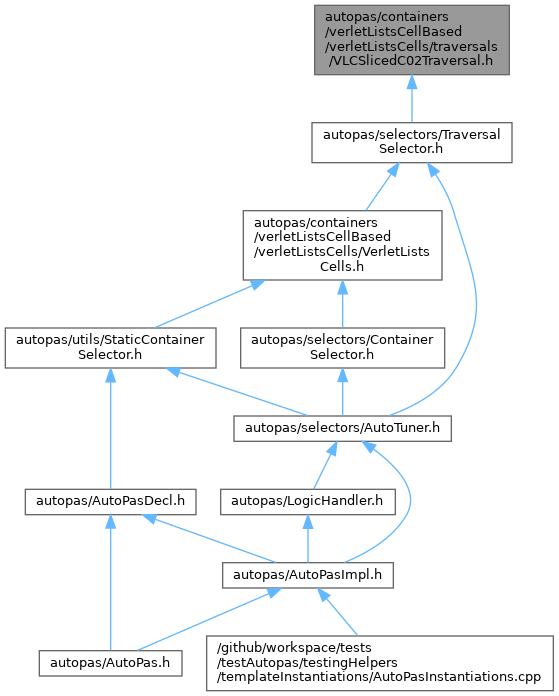 autopas/containers
/verletListsCellBased
/verletListsCells/traversals
/VLCSlicedC02Traversal.h
autopas/selectors/Traversal
Selector.h
autopas/containers
/verletListsCellBased
/verletListsCells/VerletLists
Cells.h
autopas/utils/StaticContainer
Selector.h
autopas/selectors/Container
Selector.h
autopas/selectors/AutoTuner.h
autopas/AutoPasDecl.h
autopas/LogicHandler.h
autopas/AutoPasImpl.h
autopas/AutoPas.h
/github/workspace/tests
/testAutopas/testingHelpers
/templateInstantiations/AutoPasInstantiations.cpp